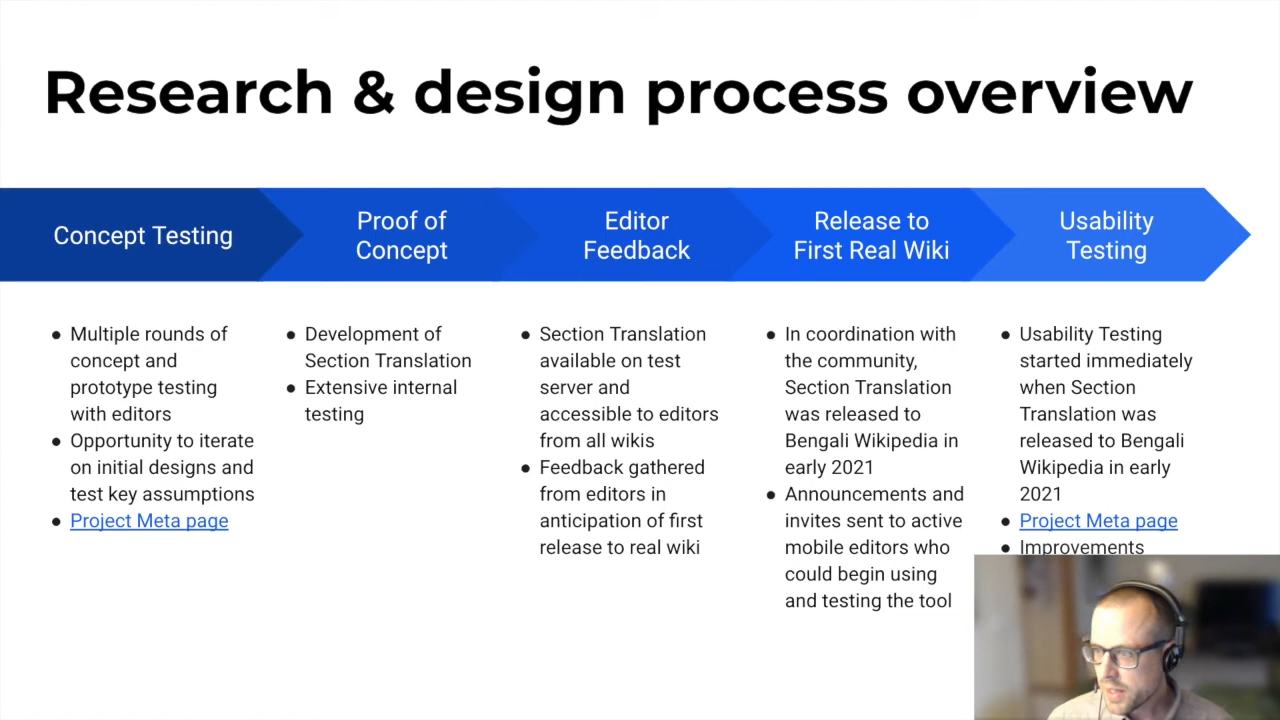 Research & design process overview
Concept Testing
Proof of
Concept
Editor
Feedback
Release to
First Real Wiki
Usability
Testing
● Multiple rounds of
concept and
prototype testing
with editors
● Opportunity to iterate
on initial designs and
test key assumptions
● Project Meta page
● Development of
Section Translation
● Extensive internal
testing
● Section Translation
available on test
server and
accessible to editors
from all wikis
● Feedback gathered
from editors in
anticipation of first
release to real wiki
● In coordination with
the community,
Section Translation
was released to
Bengali Wikipedia in
early 2021
● Announcements and
invites sent to active
mobile editors who
could begin using
and testing the tool
● Usability Testing
started immediately
when Section
Translation was
released to Bengali
Wikipedia in early
2021
● Project Meta page
● Improvements